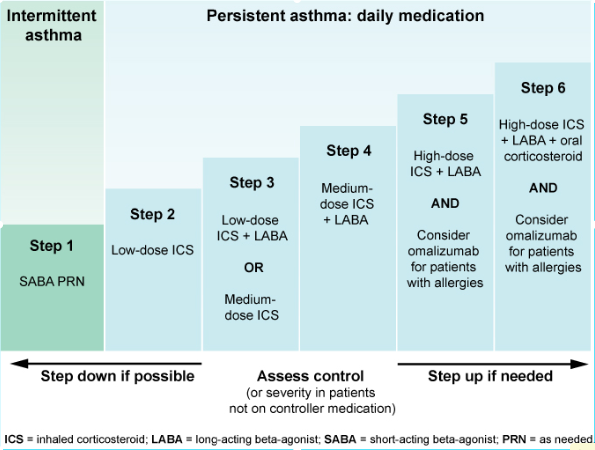 Intermittent
asthma
Persistent asthma: daily medication
Step 1
SABA PRN
Step 2
Low-dose ICS
Step 3
Low-dose
ICS + LABA
OR
Medium-
dose ICS
Step 4
Medium-
dose ICS
+ LABA
Step 5
High-dose
ICS + LABA
AND
Consider
omalizumab
for patients
with allergies
Step 6
High-dose ICS
+ LABA + oral
corticosteroid
AND
Consider
omalizumab
for patients
with allergies
Step down if possible
Assess control
(or severity in patients
not on controller medication)
Step up if needed
ICS = inhaled corticosteroid; LABA = long-acting beta-agonist; SABA = short-acting beta-agonist; PRN = as needed.